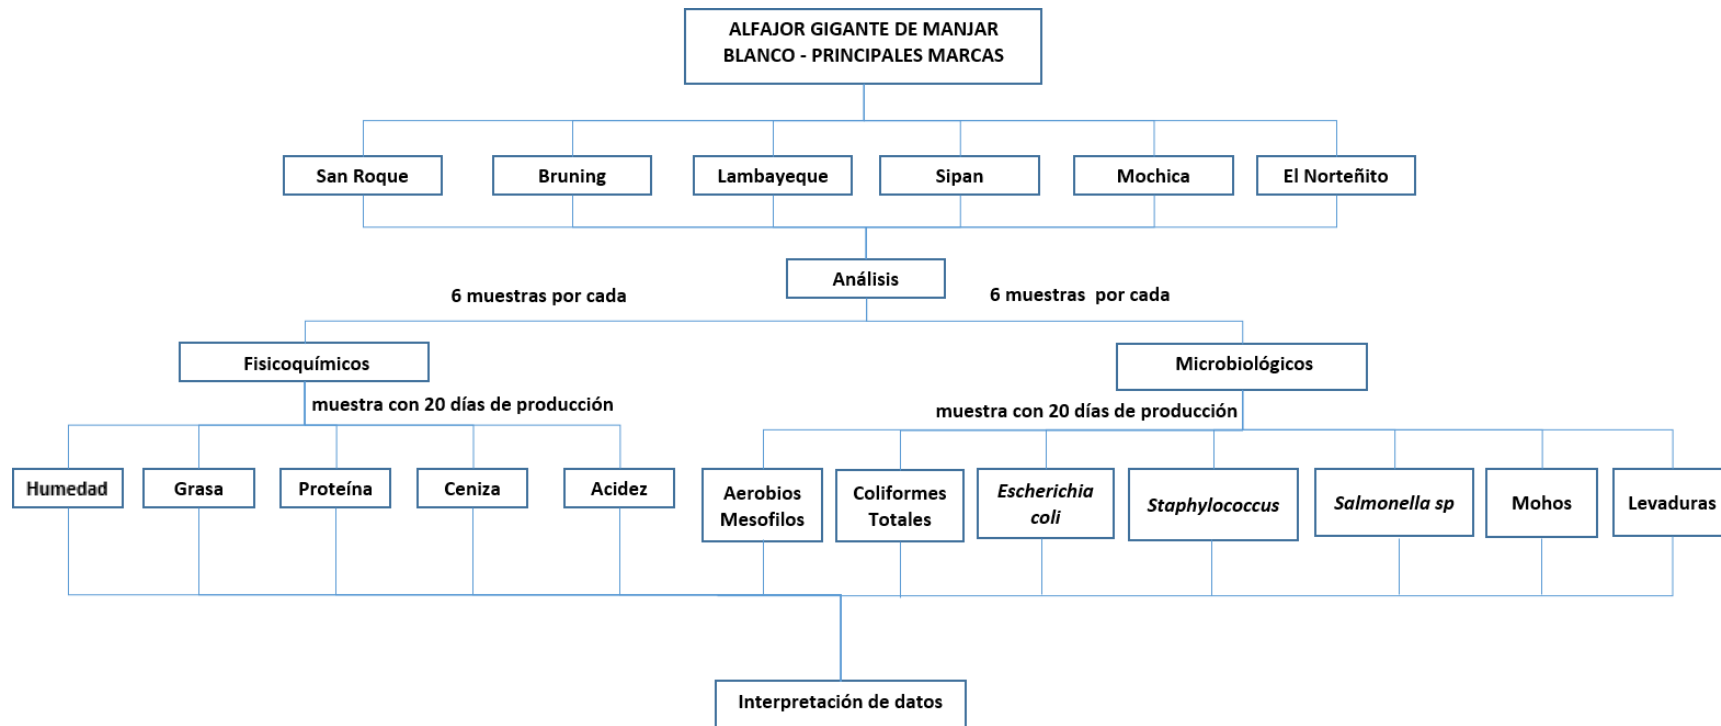 ALFAJOR GIGANTE DE MANJAR
BLANCO - PRINCIPALES MARCAS
San Roque
Bruning
Lambayeque
Sipan
Mochica
El Norteñito
Análisis
6 muestras por cada
6 muestras por cada
Fisicoquímicos
Microbiológicos
muestra con 20 días de producción
muestra con 20 días de producción
Humedad
Grasa
Proteína
Ceniza
Acidez
Aerobios
Mesofilos
Coliformes
Totales
Escherichia
coli
Staphylococcus
Salmonella sp
Mohos
Levaduras
Interpretación de datos